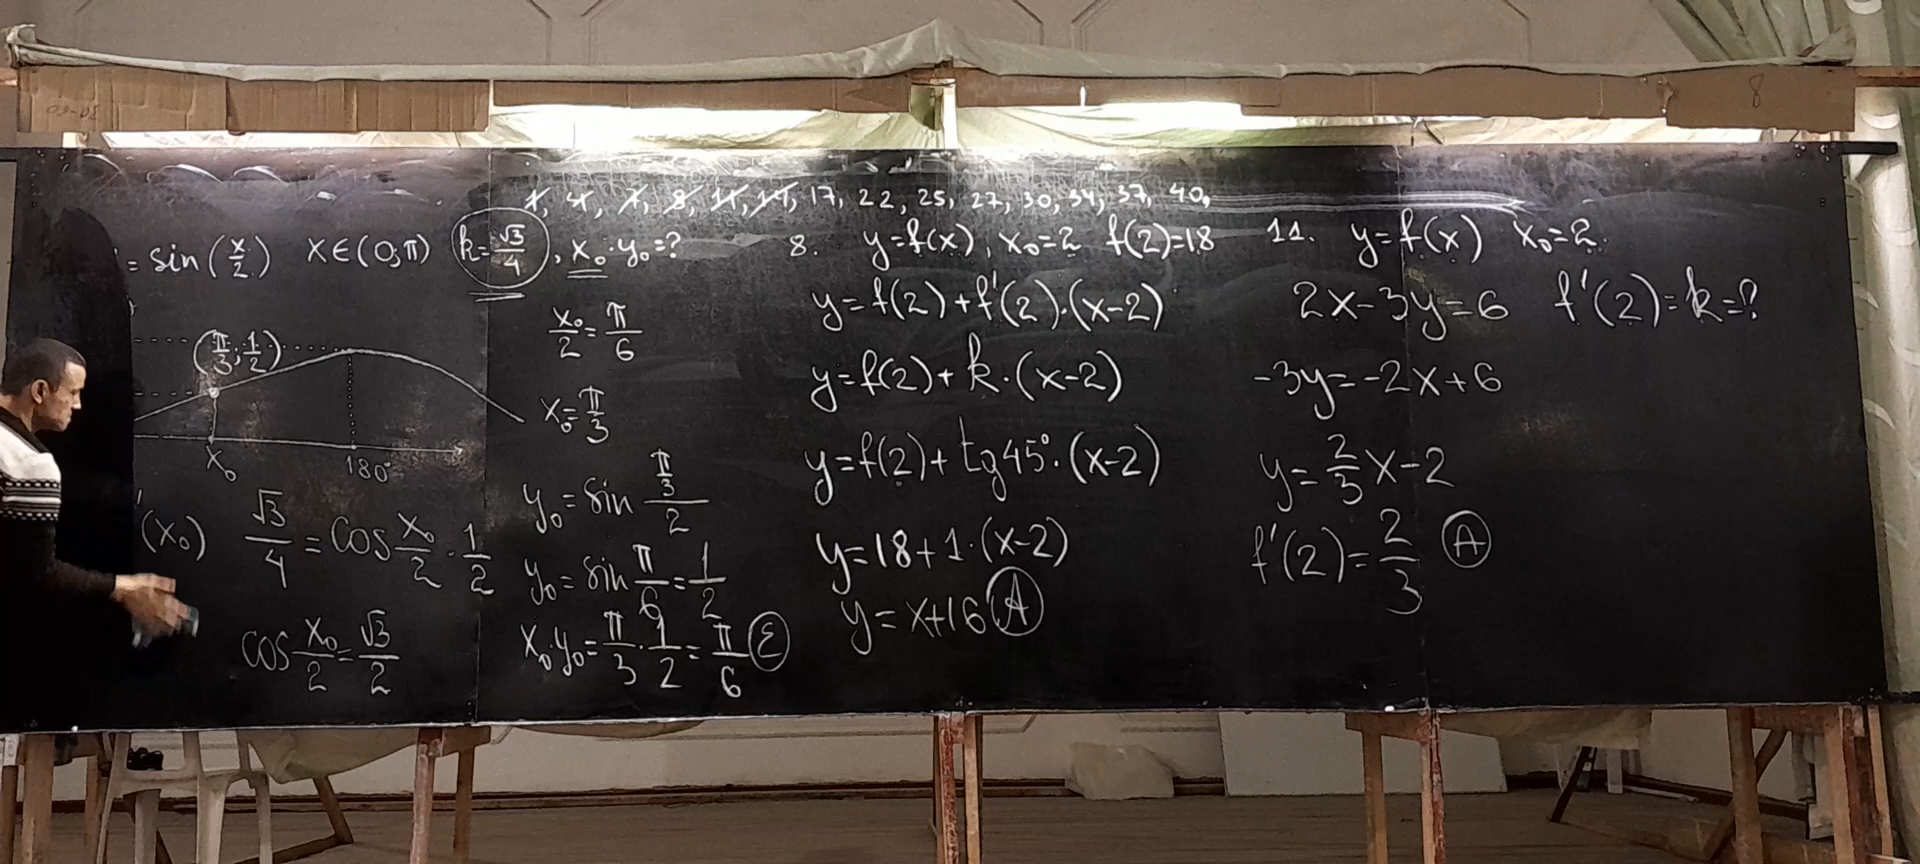 09-05
8
1, 4, 7, 8, 11, 14, 17, 22, 25, 27, 30, 34, 37, 40,
= sin(x/2) x∈(0;π) k=√3/4, x₀·y₀=?
(π/3; 1/2)
x₀ 180°
'(x₀) √3/4 = cos x₀/2 · 1/2
cos x₀/2 = √3/2
x₀/2 = π/6
x₀ = π/3
y₀ = sin (π/3)/2
y₀ = sin π/6 = 1/2
x₀·y₀ = π/3 · 1/2 = π/6 (E)
8. y=f(x), x₀=2 f(2)=18
y=f(2)+f'(2)·(x-2)
y=f(2)+k·(x-2)
y=f(2)+tg45°·(x-2)
y=18+1·(x-2)
y=x+16 (A)
11. y=f(x) x₀=2.
2x-3y=6 f'(2)=k=?
-3y=-2x+6
y=2/3x-2
f'(2)=2/3 (A)